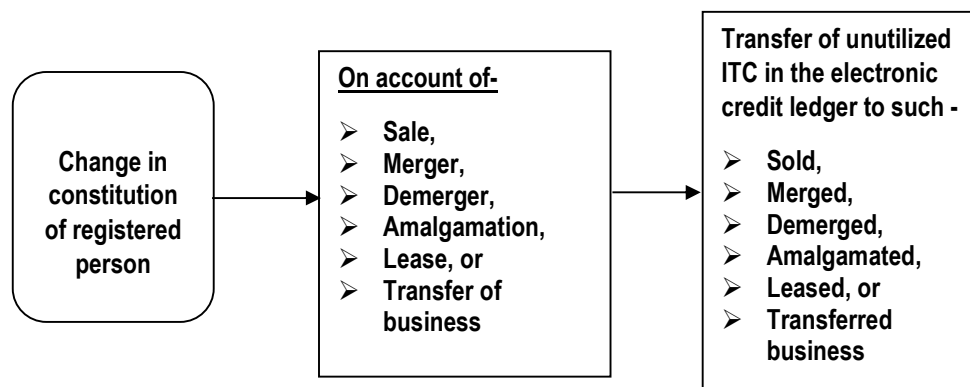 Change in
constitution
of registered
person
On account of-
➢ Sale,
➢ Merger,
➢ Demerger,
➢ Amalgamation,
➢ Lease, or
➢ Transfer of
business
Transfer of unutilized
ITC in the electronic
credit ledger to such -
➢ Sold,
➢ Merged,
➢ Demerged,
➢ Amalgamated,
➢ Leased, or
➢ Transferred
business